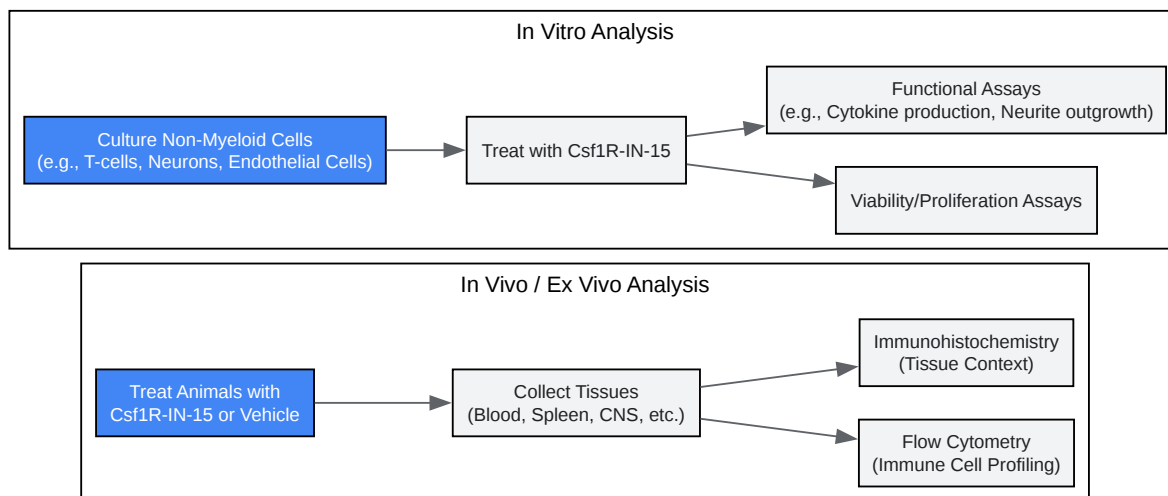 In Vitro Analysis
Culture Non-Myeloid Cells
(e.g., T-cells, Neurons, Endothelial Cells)
Treat with Csf1R-IN-15
Functional Assays
(e.g., Cytokine production, Neurite outgrowth)
Viability/Proliferation Assays
In Vivo / Ex Vivo Analysis
Treat Animals with
Csf1R-IN-15 or Vehicle
Collect Tissues
(Blood, Spleen, CNS, etc.)
Immunohistochemistry
(Tissue Context)
Flow Cytometry
(Immune Cell Profiling)